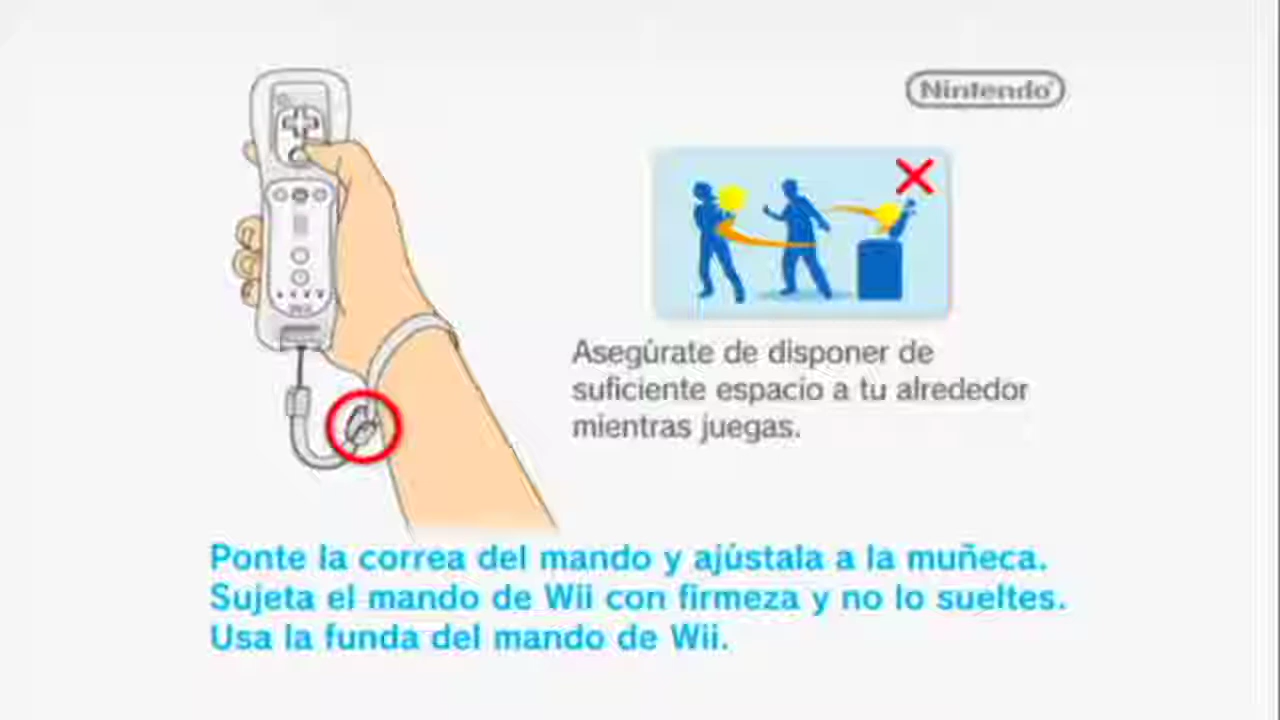 Nintendo
Asegúrate de disponer de
suficiente espacio a tu alrededor
mientras juegas.
Ponte la correa del mando y ajústala a la muñeca.
Sujeta el mando de Wii con firmeza y no lo sueltes.
Usa la funda del mando de Wii.